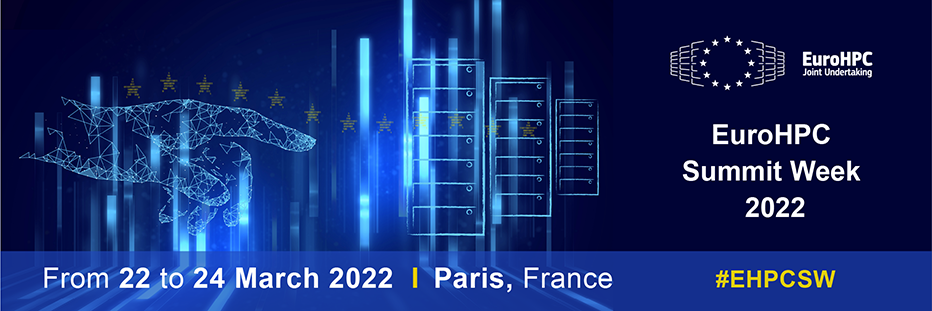 EuroHPC
Joint Undertaking
EuroHPC
Summit Week
2022
From 22 to 24 March 2022 I Paris, France
#EHPCSW